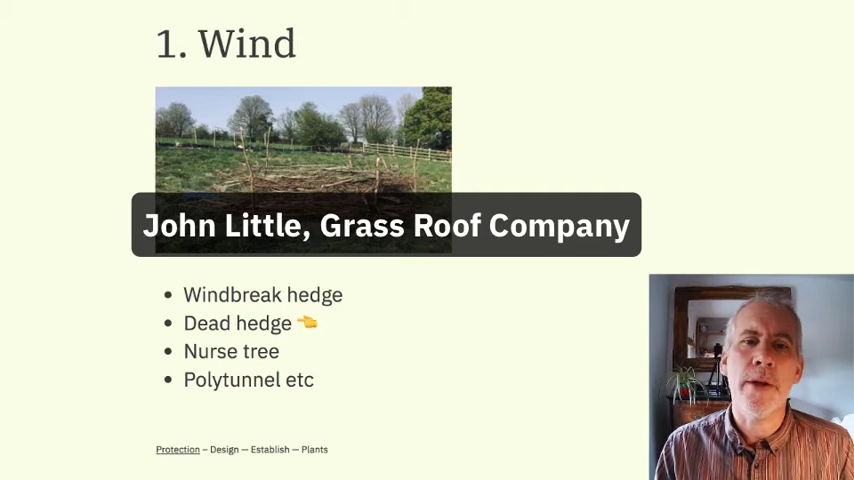 1. Wind
John Little, Grass Roof Company
• Windbreak hedge
• Dead hedge 👈
• Nurse tree
• Polytunnel etc
Protection – Design — Establish — Plants